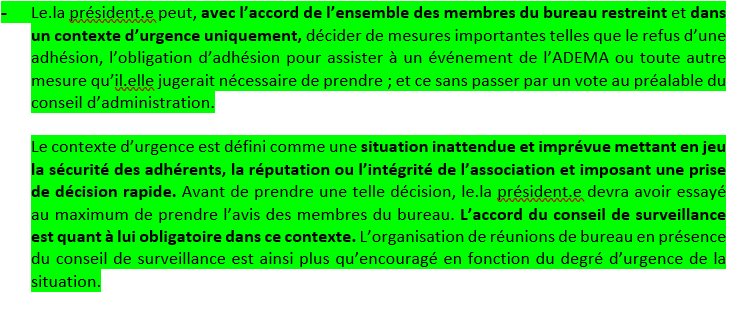 - Le.la président.e peut, avec l’accord de l’ensemble des membres du bureau restreint et dans
un contexte d’urgence uniquement, décider de mesures importantes telles que le refus d’une
adhésion, l’obligation d’adhésion pour assister à un événement de l’ADEMA ou toute autre
mesure qu’il.elle jugerait nécessaire de prendre ; et ce sans passer par un vote au préalable du
conseil d’administration.
Le contexte d’urgence est défini comme une situation inattendue et imprévue mettant en jeu
la sécurité des adhérents, la réputation ou l’intégrité de l’association et imposant une prise
de décision rapide. Avant de prendre une telle décision, le.la président.e devra avoir essayé
au maximum de prendre l’avis des membres du bureau. L’accord du conseil de surveillance
est quant à lui obligatoire dans ce contexte. L’organisation de réunions de bureau en présence
du conseil de surveillance est ainsi plus qu’encouragé en fonction du degré d’urgence de la
situation.